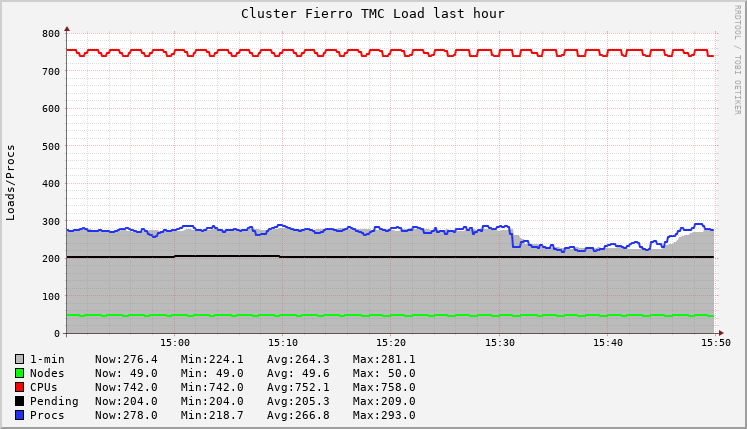 Cluster Fierro TMC Load last hour
RRDTOOL / TOBI OETIKER
Loads/Procs
800
700
600
500
400
300
200
100
0
15:00 15:10 15:20 15:30 15:40 15:50
1-min Now:276.4 Min:224.1 Avg:264.3 Max:281.1
Nodes Now: 49.0 Min: 49.0 Avg: 49.6 Max: 50.0
CPUs Now:742.0 Min:742.0 Avg:752.1 Max:758.0
Pending Now:204.0 Min:204.0 Avg:205.3 Max:209.0
Procs Now:278.0 Min:218.7 Avg:266.8 Max:293.0